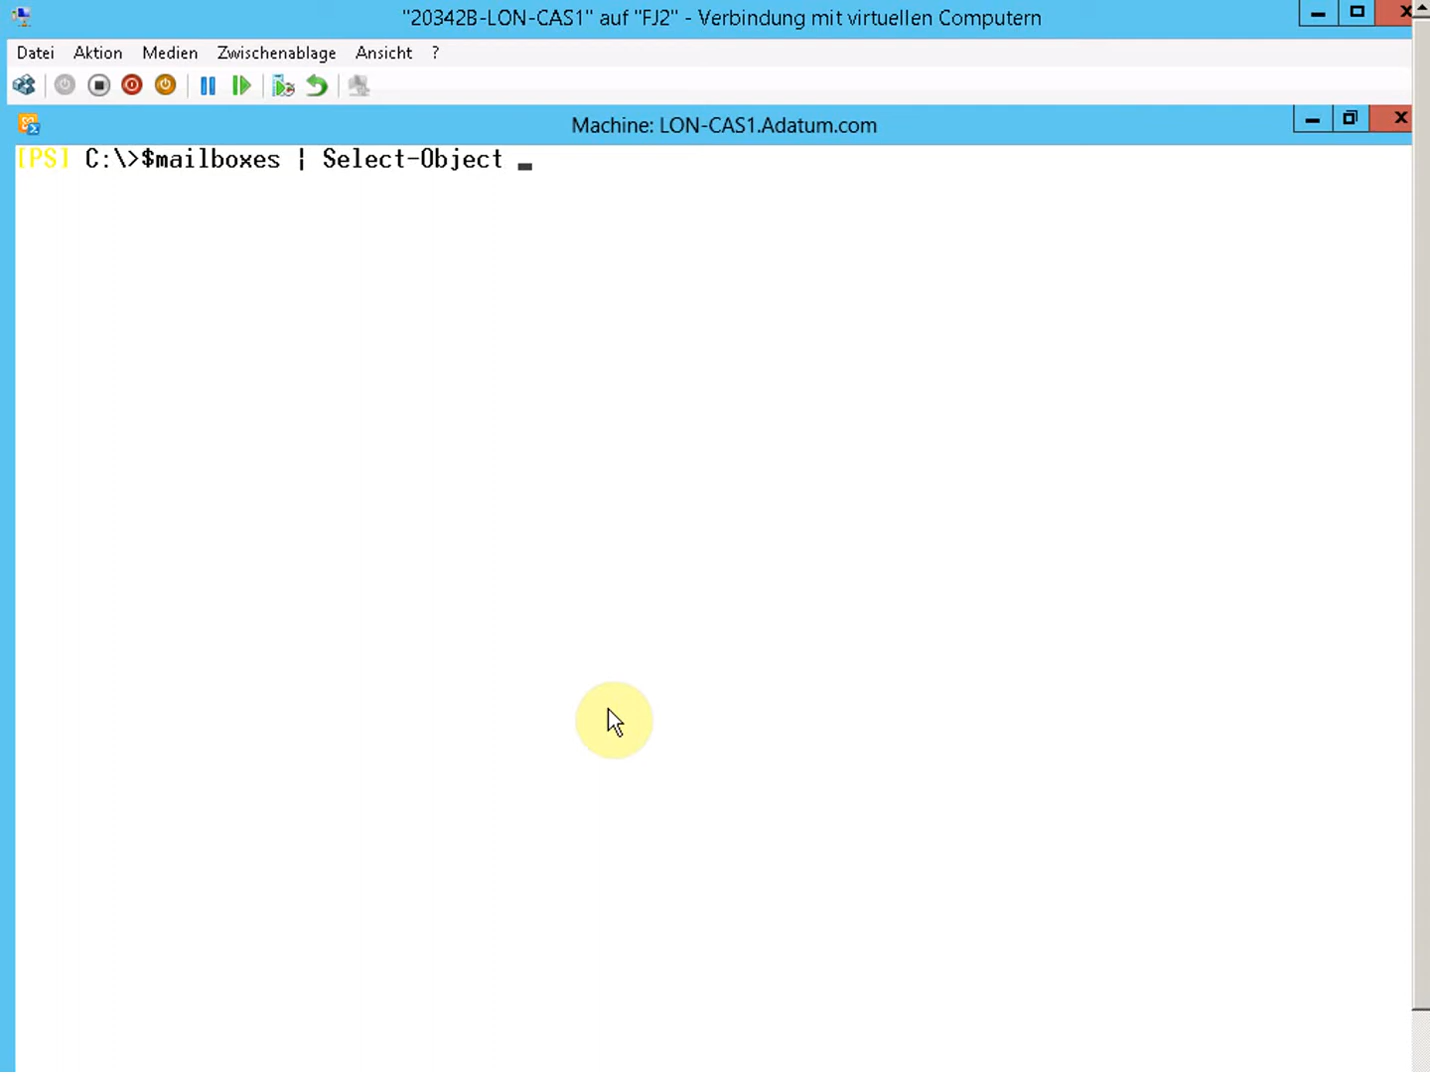 "20342B-LON-CAS1" auf "FJ2" - Verbindung mit virtuellen Computern
Datei Aktion Medien Zwischenablage Ansicht ?
Machine: LON-CAS1.Adatum.com
[PS] C:\>$mailboxes | Select-Object _